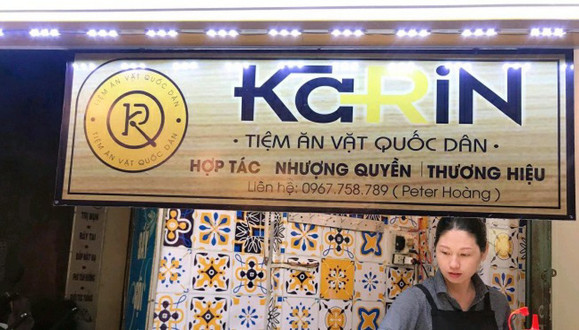 KaRiN
• TIỆM ĂN VẶT QUỐC DÂN •
HỢP TÁC NHƯỢNG QUYỀN | THƯƠNG HIỆU
Liên hệ: 0967.758.789 ( Peter Hoàng )
TIỆM ĂN VẶT QUỐC DÂN
KR
TIỆM ĂN VẶT QUỐC DÂN